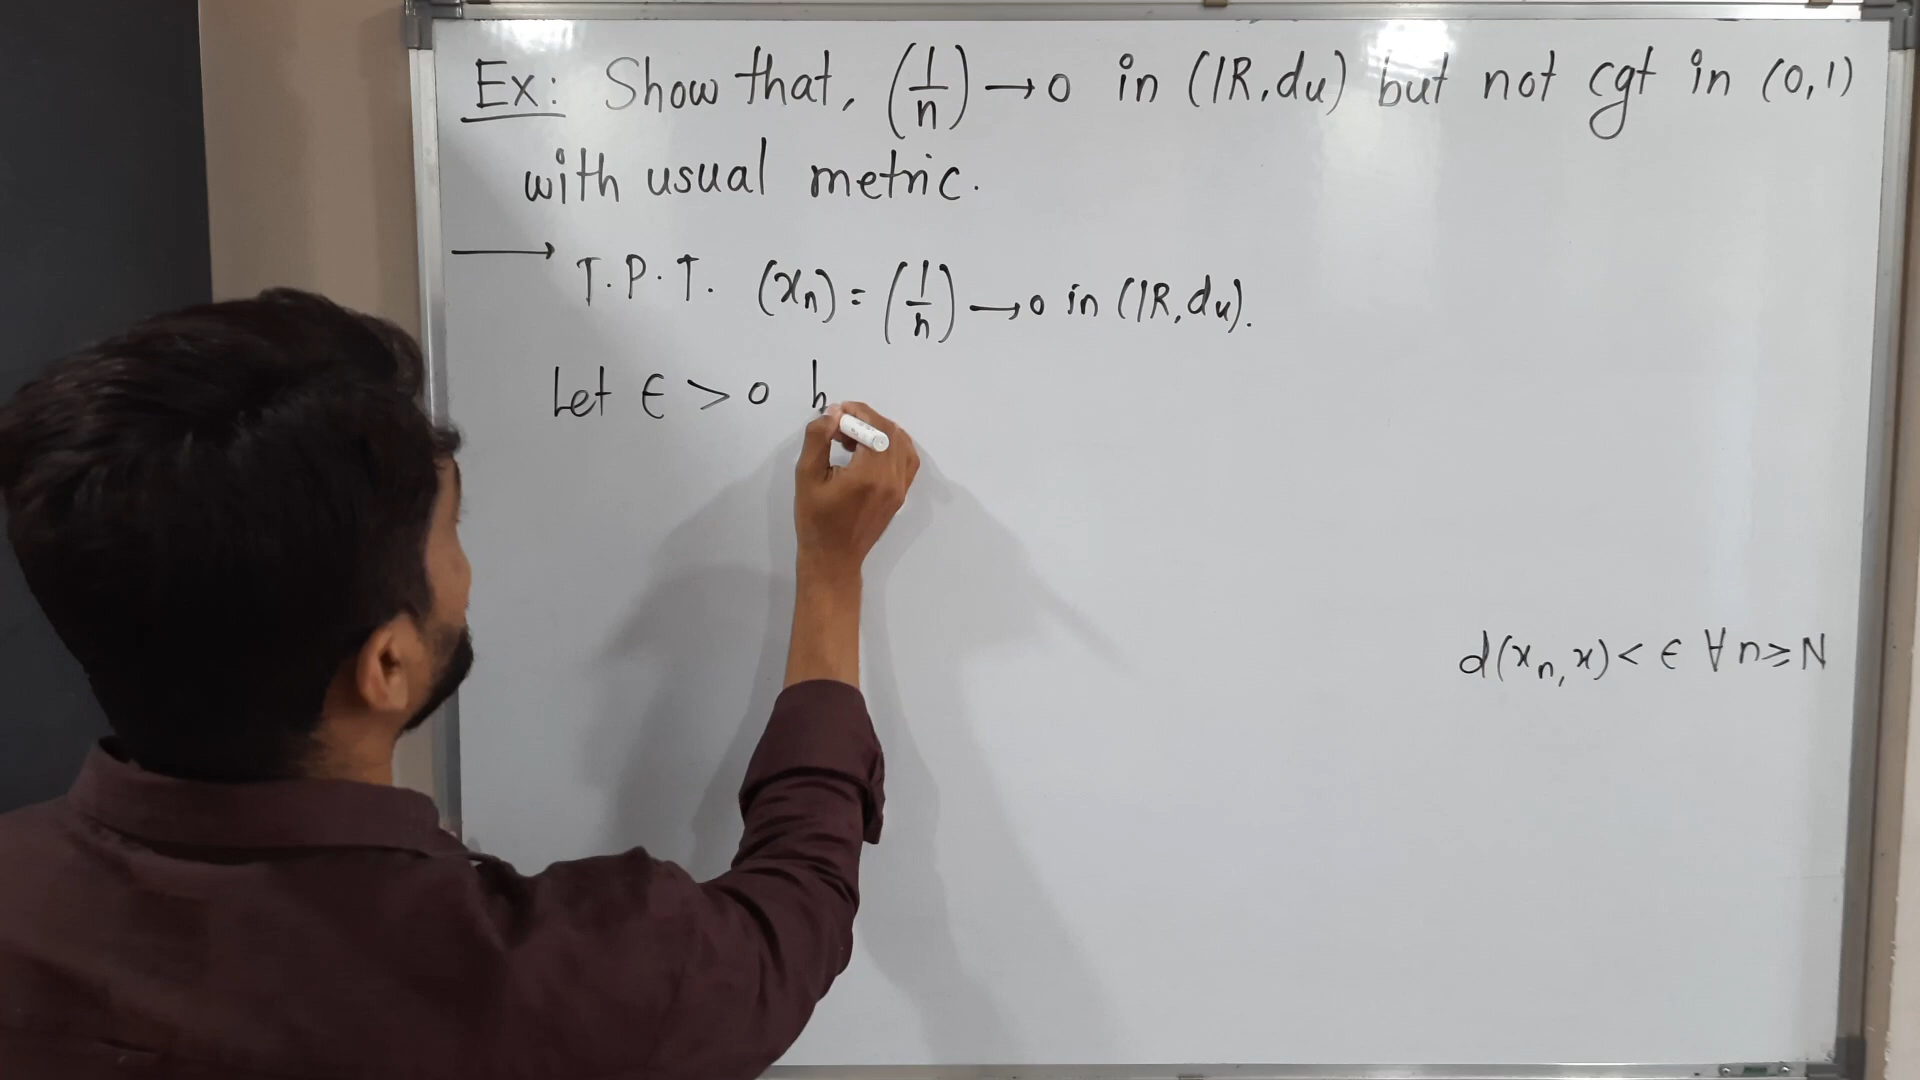 Ex: Show that, (1/n) → 0 in (IR, du) but not cgt in (0,1)
with usual metric.
→ T.P.T. (xn) = (1/n) → 0 in (IR, du).
Let ϵ > 0 b
d(xn, x) < ϵ ∀ n ≥ N